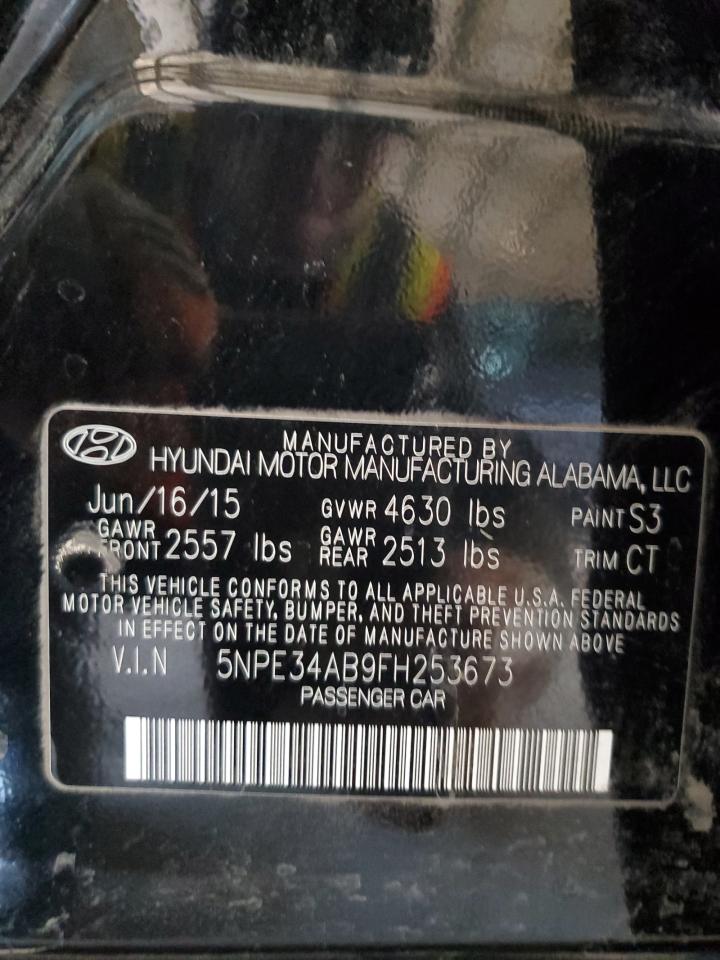 MANUFACTURED BY
HYUNDAI MOTOR MANUFACTURING ALABAMA, LLC
Jun/16/15 GVWR 4630 lbs PAINT S3
GAWR FRONT 2557 lbs GAWR REAR 2513 lbs TRIM CT
THIS VEHICLE CONFORMS TO ALL APPLICABLE U.S.A. FEDERAL
MOTOR VEHICLE SAFETY, BUMPER, AND THEFT PREVENTION STANDARDS
IN EFFECT ON THE DATE OF MANUFACTURE SHOWN ABOVE
V.I.N 5NPE34AB9FH253673
PASSENGER CAR